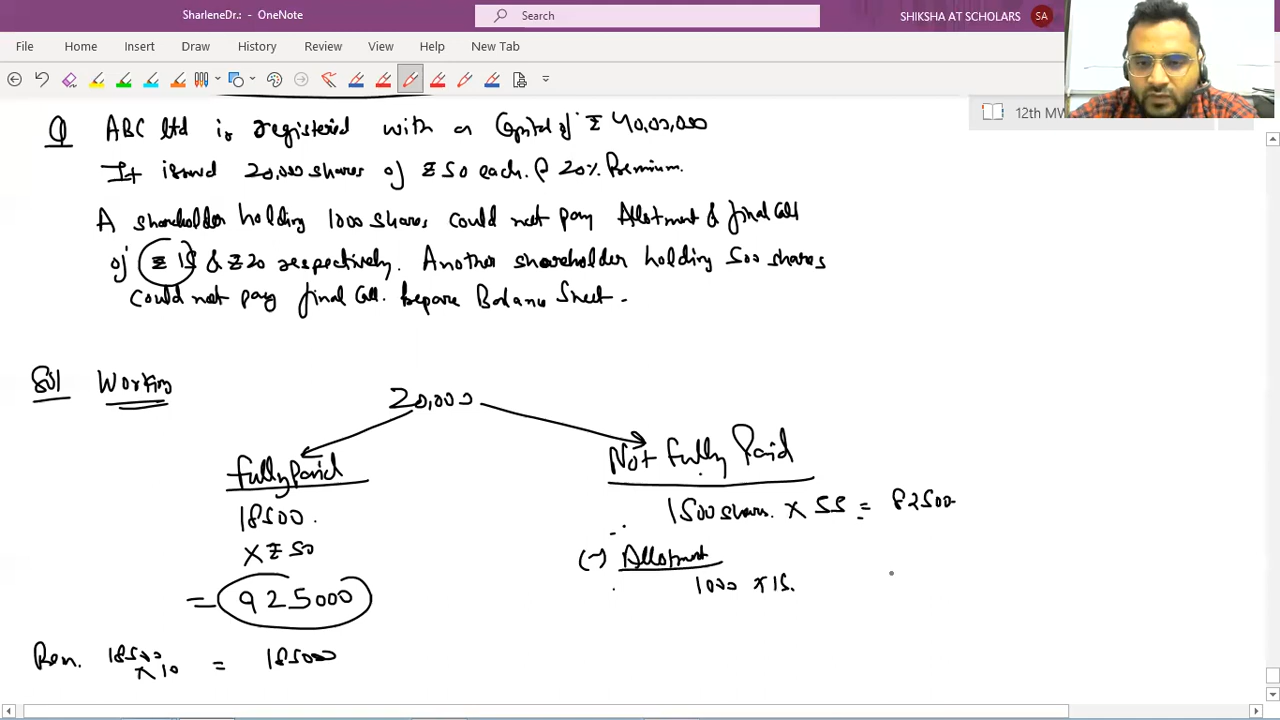 SharleneDr.: - OneNote
Search
SHIKSHA AT SCHOLARS SA
File Home Insert Draw History Review View Help New Tab
12th MW
Q ABC ltd is registered with a Capital of ₹ 40,00,000
It issued 20,000 shares of ₹ 50 each @ 20% Premium.
A shareholder holding 1000 shares could not pay Allotment & final Call
of ₹ 15 & ₹ 20 respectively. Another shareholder holding 500 shares
could not pay final Call. Prepare Balance Sheet.
Sol Working
20,000
Fully Paid
Not Fully Paid
18500
1500 shares. x 55 = 82500
x ₹ 50
(-) Allotment
= 925000
1000 x 15.
Rem. 18500 x 10 = 185000